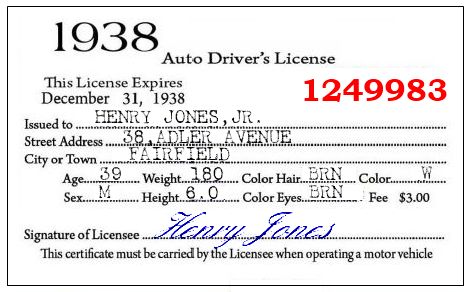 1938
Auto Driver's License
This License Expires
December 31, 1938
1249983
Issued to HENRY JONES, JR.
Street Address 38, ADLER AVENUE
City or Town FAIRFIELD
Age 39 Weight 180 Color Hair BRN Color W
Sex M Height 6.0 Color Eyes BRN Fee $3.00
Signature of Licensee Henry Jones
This certificate must be carried by the Licensee when operating a motor vehicle